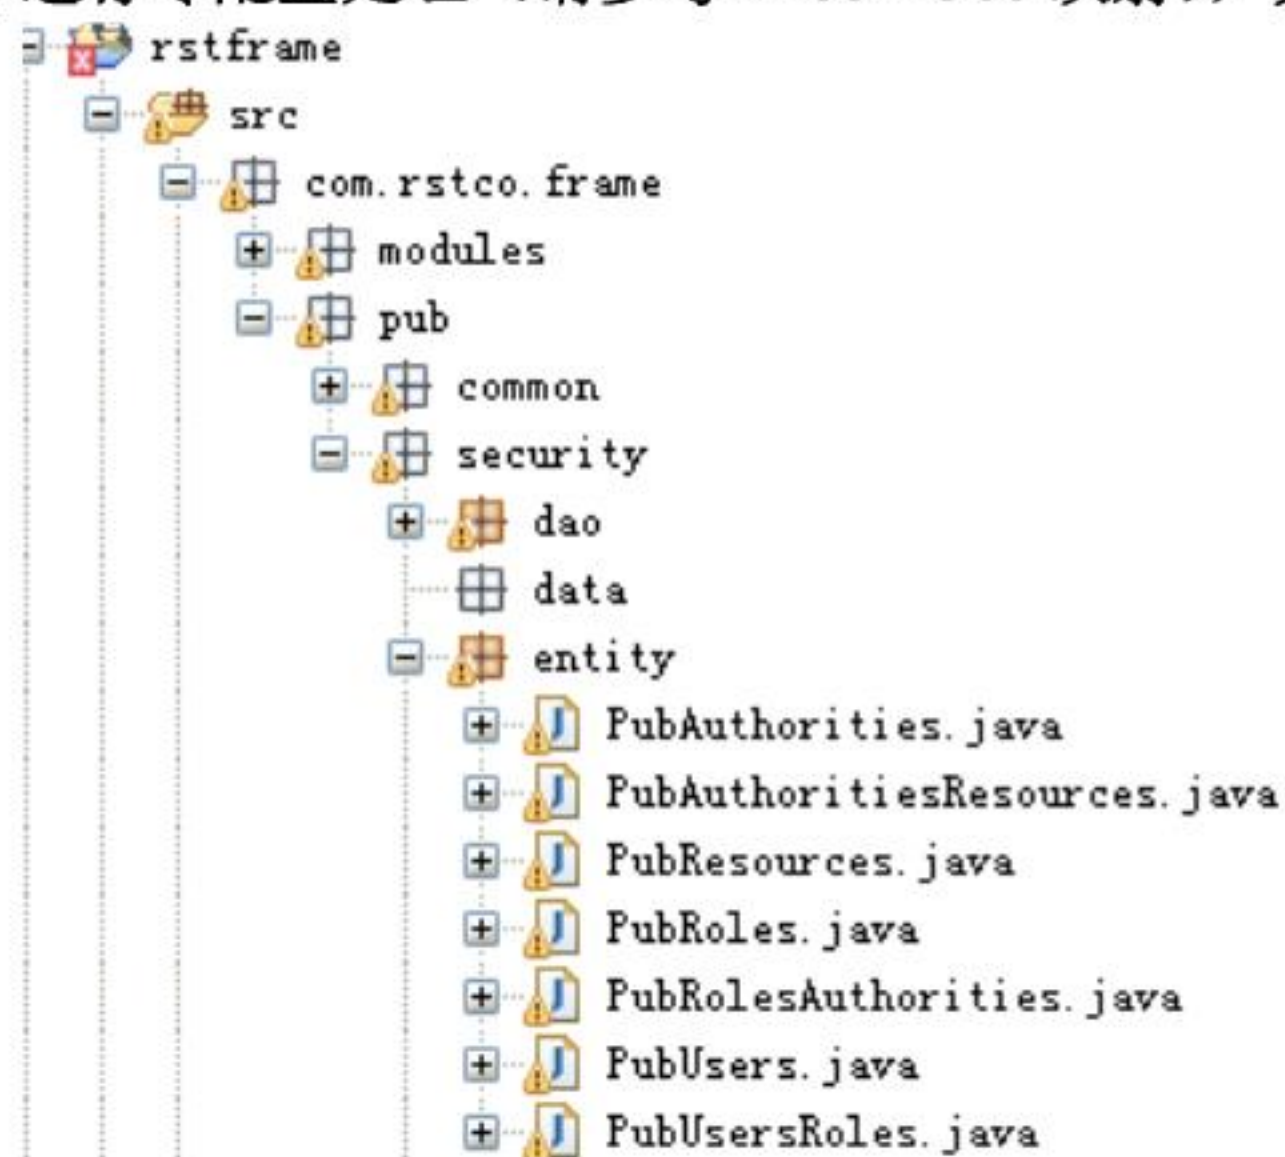 rstframe
src
com.rstco.frame
modules
pub
common
security
dao
data
entity
PubAuthorities.java
PubAuthoritiesResources.java
PubResources.java
PubRoles.java
PubRolesAuthorities.java
PubUsers.java
PubUsersRoles.java